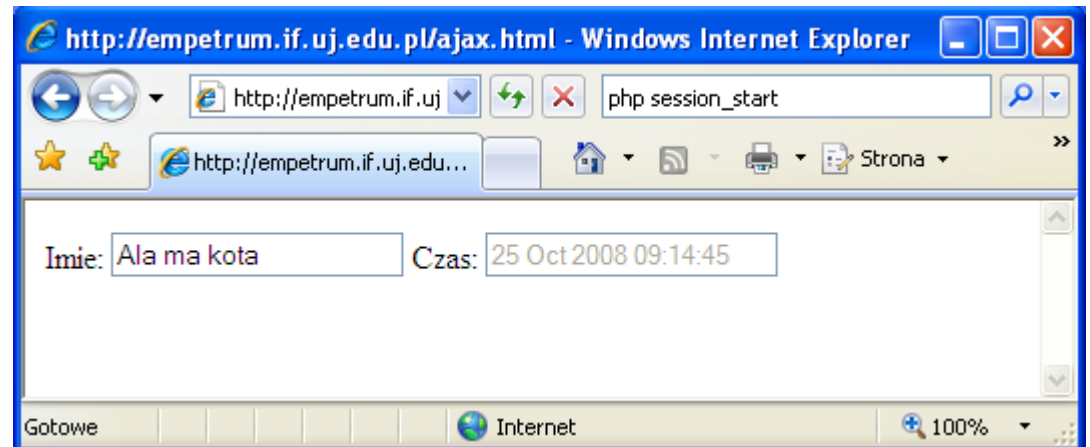 http://empetrum.if.uj.edu.pl/ajax.html - Windows Internet Explorer
http://empetrum.if.uj php session_start
http://empetrum.if.uj.edu... Strona »
Imie: Ala ma kota Czas: 25 Oct 2008 09:14:45
Gotowe Internet 100%